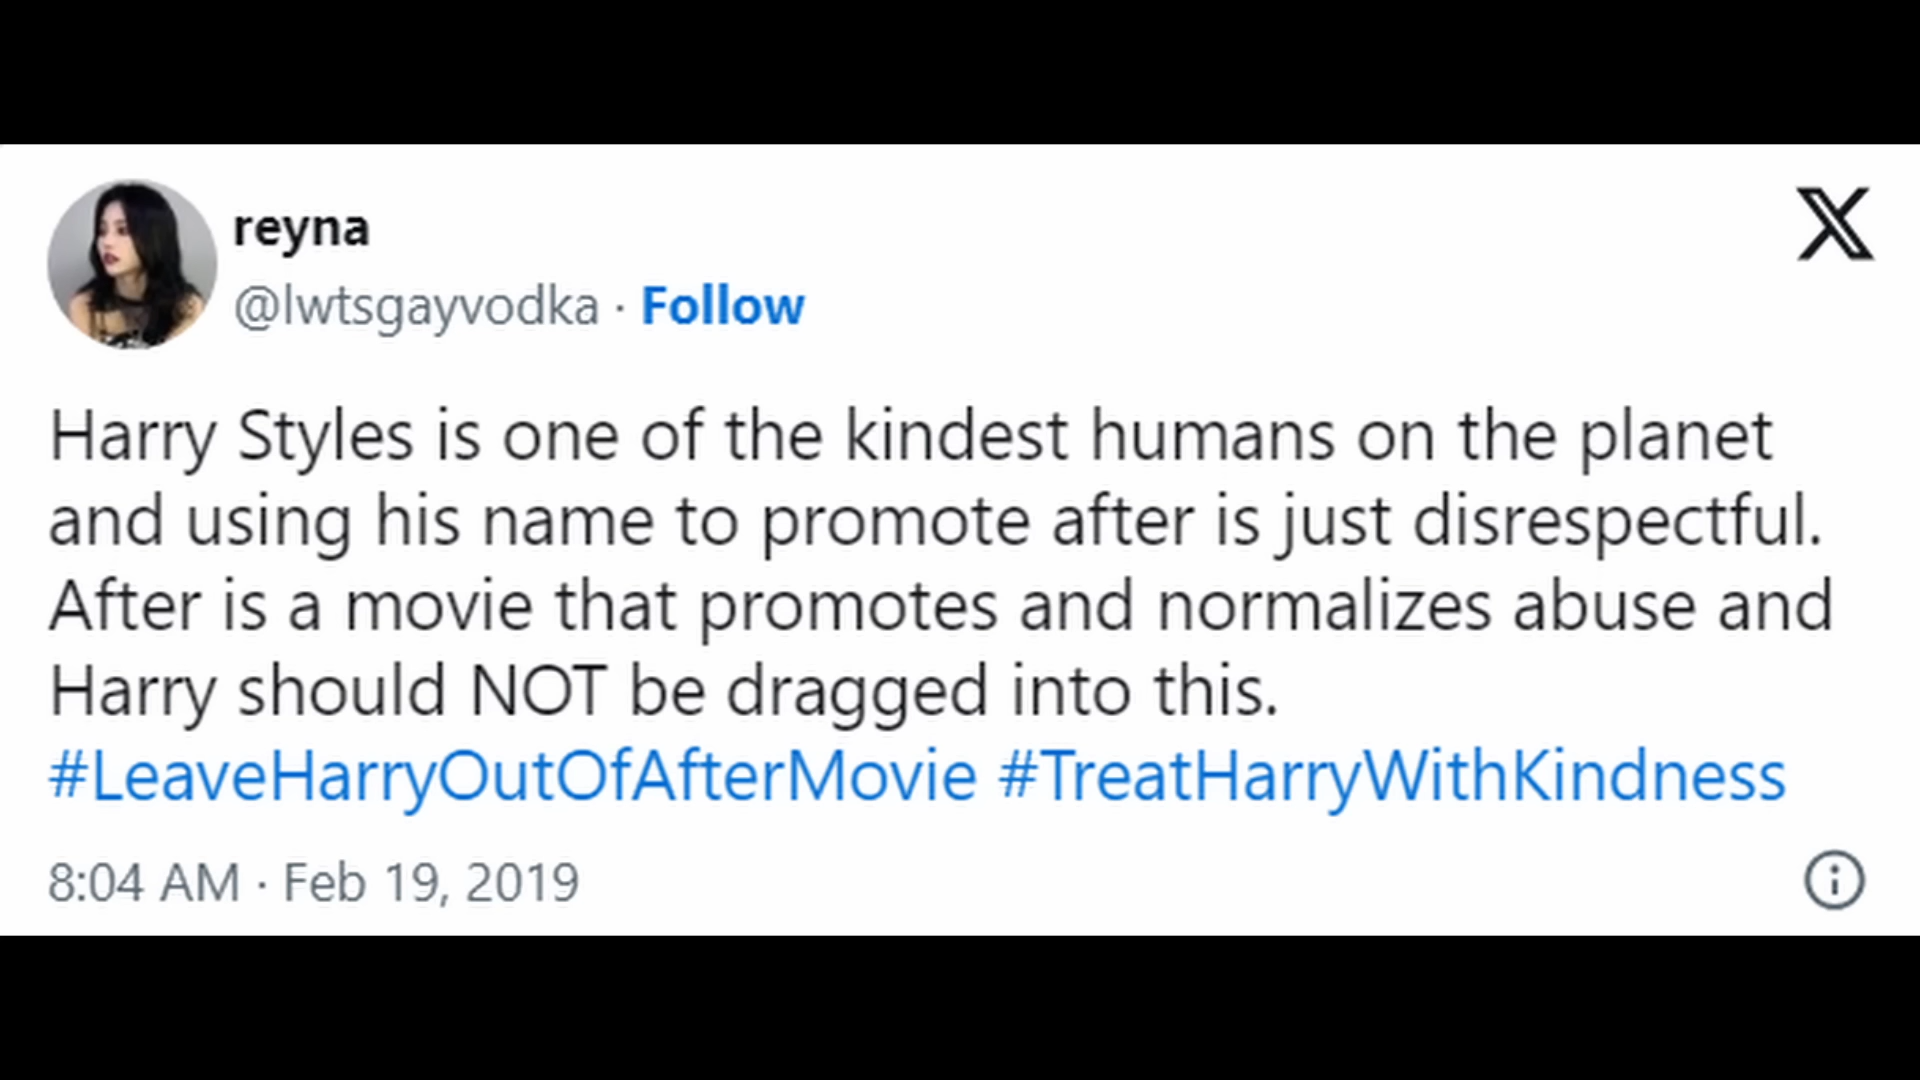 reyna
@lwtsgayvodka · Follow
Harry Styles is one of the kindest humans on the planet
and using his name to promote after is just disrespectful.
After is a movie that promotes and normalizes abuse and
Harry should NOT be dragged into this.
#LeaveHarryOutOfAfterMovie #TreatHarryWithKindness
8:04 AM · Feb 19, 2019